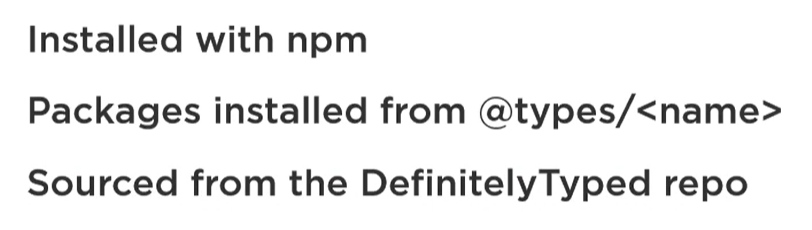 Installed with npm
Packages installed from @types/<name>
Sourced from the DefinitelyTyped repo